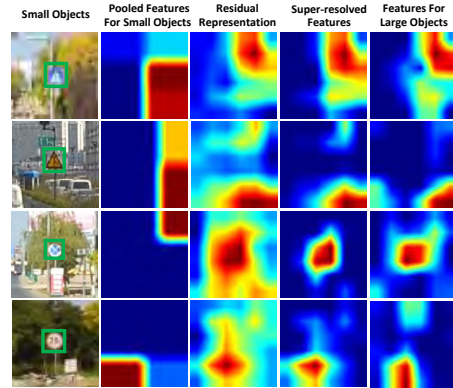 Small Objects
Pooled Features
For Small Objects
Residual
Representation
Super-resolved
Features
Features For
Large Objects